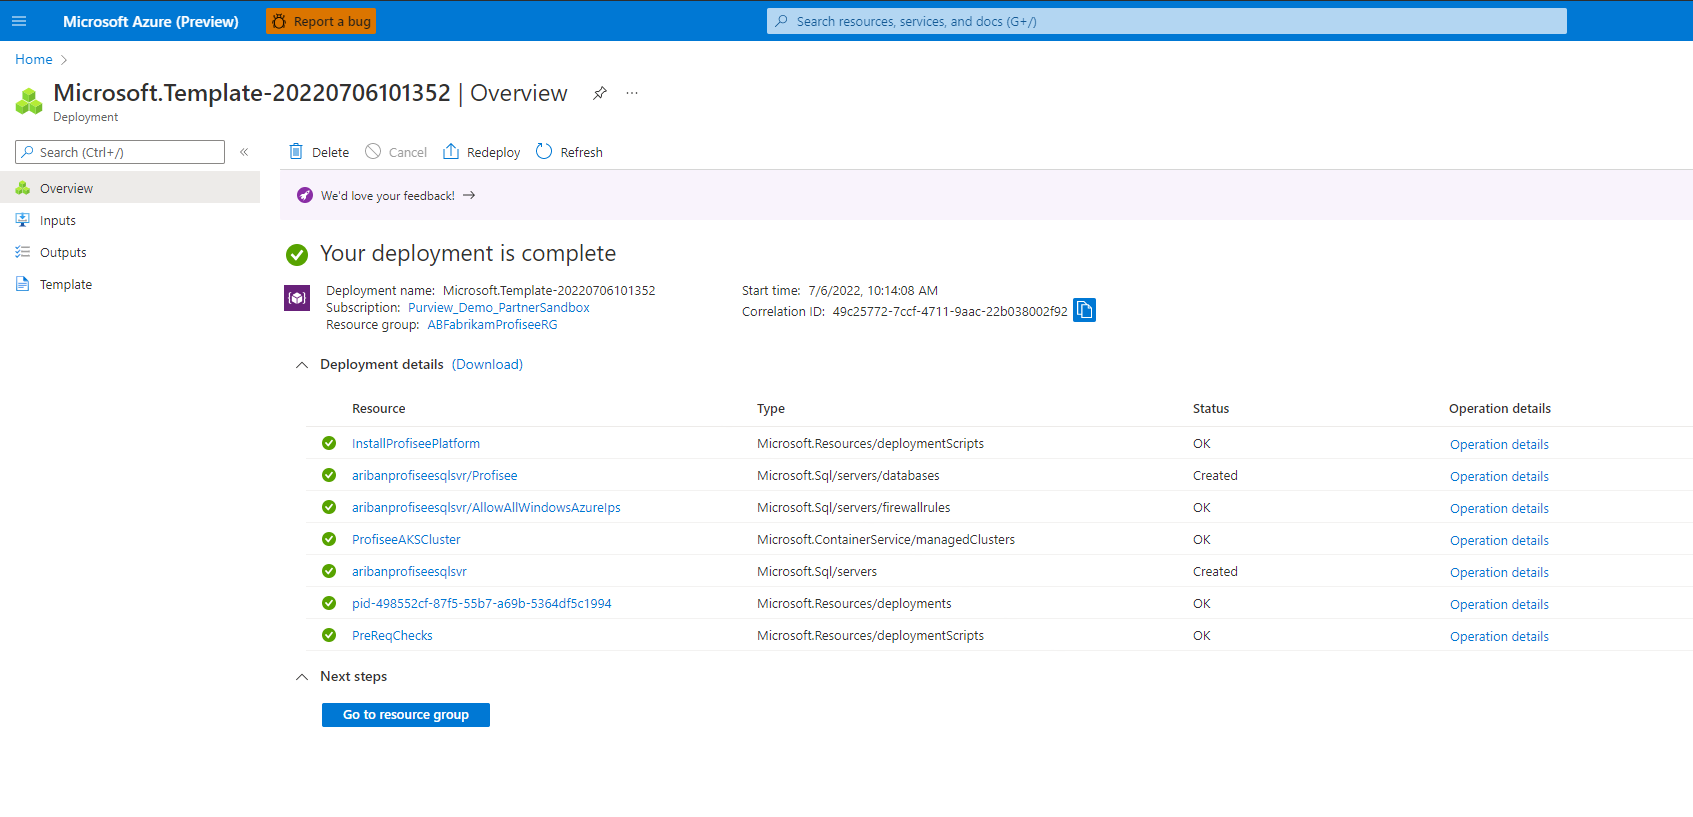 Microsoft Azure (Preview) Report a bug Search resources, services, and docs (G+/)
Home
Microsoft.Template-20220706101352 | Overview ...
Deployment
Search (Ctrl+/) «
Overview
Inputs
Outputs
Template
Delete Cancel Redeploy Refresh
We'd love your feedback! →
Your deployment is complete
Deployment name: Microsoft.Template-20220706101352
Subscription: Purview_Demo_PartnerSandbox
Resource group: ABFabrikamProfiseeRG
Start time: 7/6/2022, 10:14:08 AM
Correlation ID: 49c25772-7ccf-4711-9aac-22b038002f92
Deployment details (Download)
Resource Type Status Operation details
InstallProfiseePlatform Microsoft.Resources/deploymentScripts OK Operation details
aribanprofiseesqlsvr/Profisee Microsoft.Sql/servers/databases Created Operation details
aribanprofiseesqlsvr/AllowAllWindowsAzureIps Microsoft.Sql/servers/firewallrules OK Operation details
ProfiseeAKSCluster Microsoft.ContainerService/managedClusters OK Operation details
aribanprofiseesqlsvr Microsoft.Sql/servers Created Operation details
pid-498552cf-87f5-55b7-a69b-5364df5c1994 Microsoft.Resources/deployments OK Operation details
PreReqChecks Microsoft.Resources/deploymentScripts OK Operation details
Next steps
Go to resource group